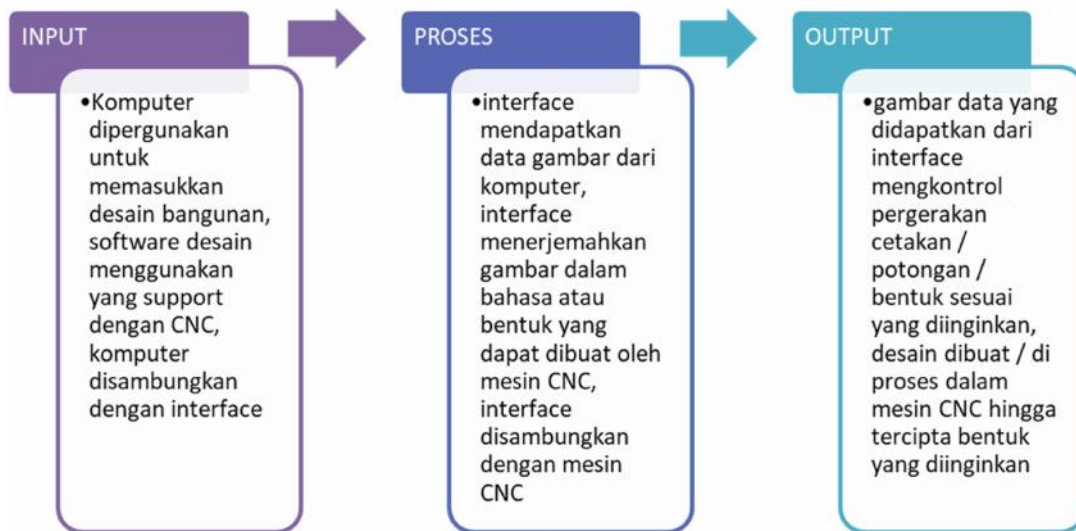 INPUT
•Komputer
dipergunakan
untuk
memasukkan
desain bangunan,
software desain
menggunakan
yang support
dengan CNC,
komputer
disambungkan
dengan interface
PROSES
•interface
mendapatkan
data gambar dari
komputer,
interface
menerjemahkan
gambar dalam
bahasa atau
bentuk yang
dapat dibuat oleh
mesin CNC,
interface
disambungkan
dengan mesin
CNC
OUTPUT
•gambar data yang
didapatkan dari
interface
mengkontrol
pergerakan
cetakan /
potongan /
bentuk sesuai
yang diinginkan,
desain dibuat / di
proses dalam
mesin CNC hingga
tercipta bentuk
yang diinginkan